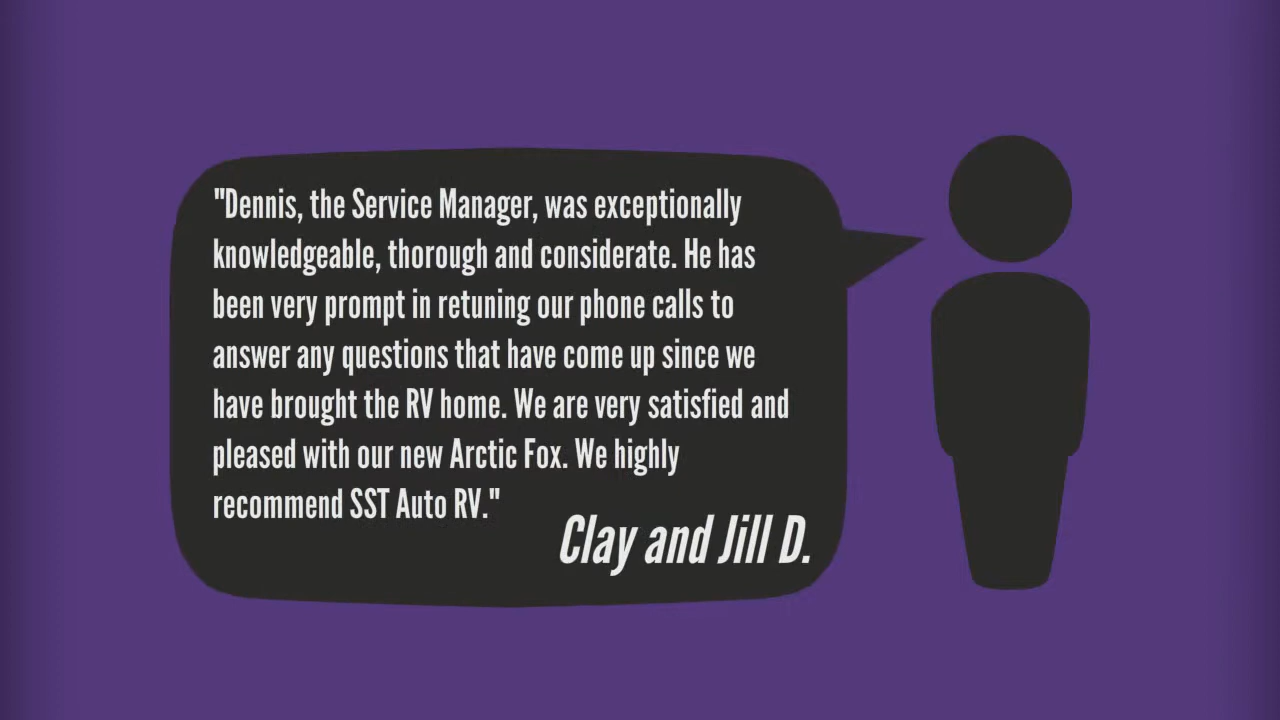 "Dennis, the Service Manager, was exceptionally
knowledgeable, thorough and considerate. He has
been very prompt in retuning our phone calls to
answer any questions that have come up since we
have brought the RV home. We are very satisfied and
pleased with our new Arctic Fox. We highly
recommend SST Auto RV."
Clay and Jill D.